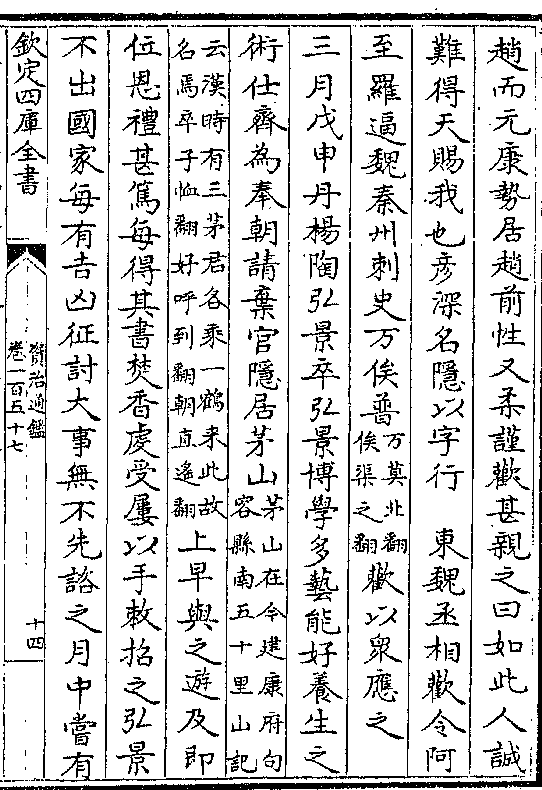 趙而元康勢居趙前性又柔謹歡甚親之曰如此人誠
難得天賜我也彥深名隱以字行　東魏丞相歡令阿
至羅逼魏秦州刺史万俟普万莫北翻俟渠之翻歡以衆應之
三月戊申丹楊陶弘景卒弘景博學多藝能好養生之
術仕齊為奉朝請棄官隱居茅山茅山在今建康府句容縣南五十里山記
云漢時有三茅君各乘一鶴來此故名焉卒子恤翻好呼到翻朝直遙翻上早與之遊及即
位恩禮甚篤每得其書焚香虔受屢以手敕招之弘景
不出國家每有吉凶征討大事無不先諮之月中嘗有
欽定四庫全書
資治通鑑
卷一百五十七
十四